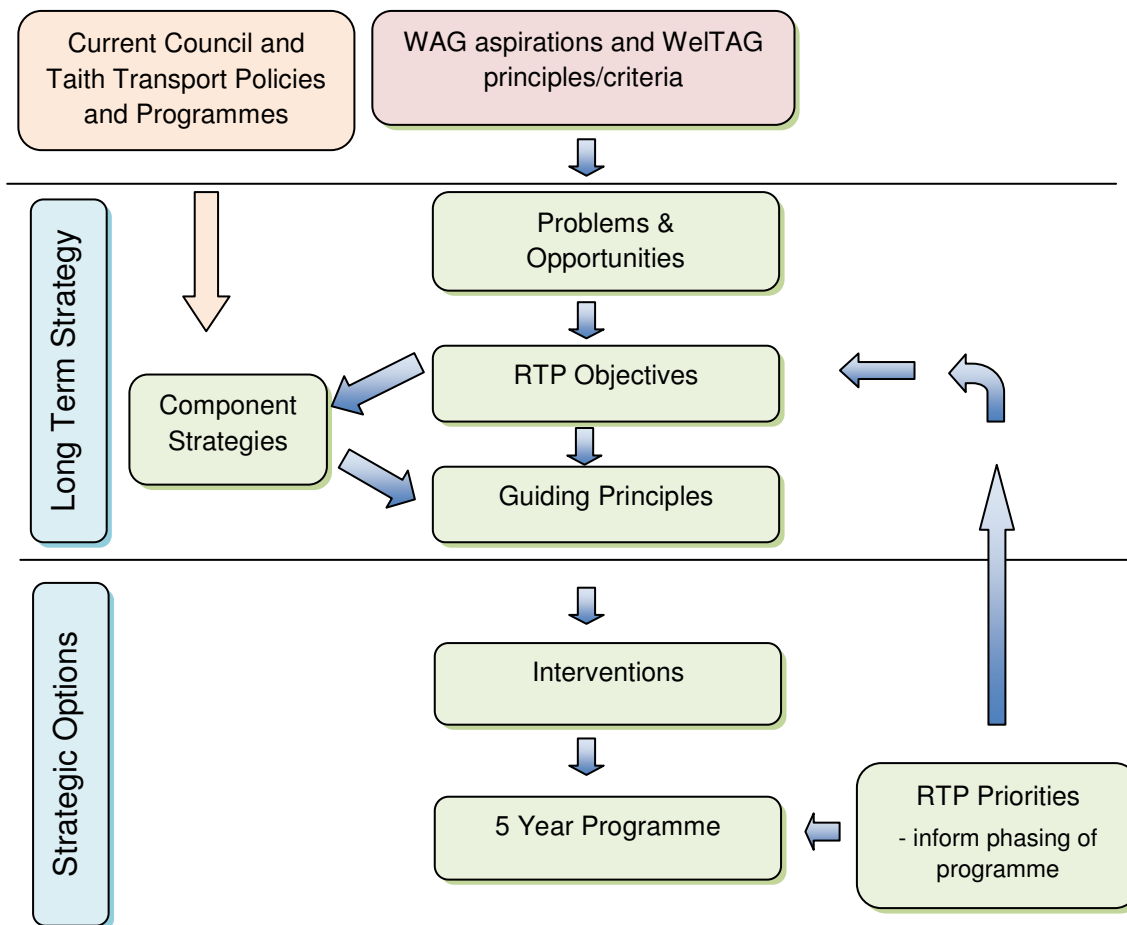 Current Council and
Taith Transport Policies
and Programmes
WAG aspirations and WelTAG
principles/criteria
Long Term Strategy
Problems &
Opportunities
RTP Objectives
Component
Strategies
Guiding Principles
Strategic Options
Interventions
5 Year Programme
RTP Priorities
- inform phasing of
programme